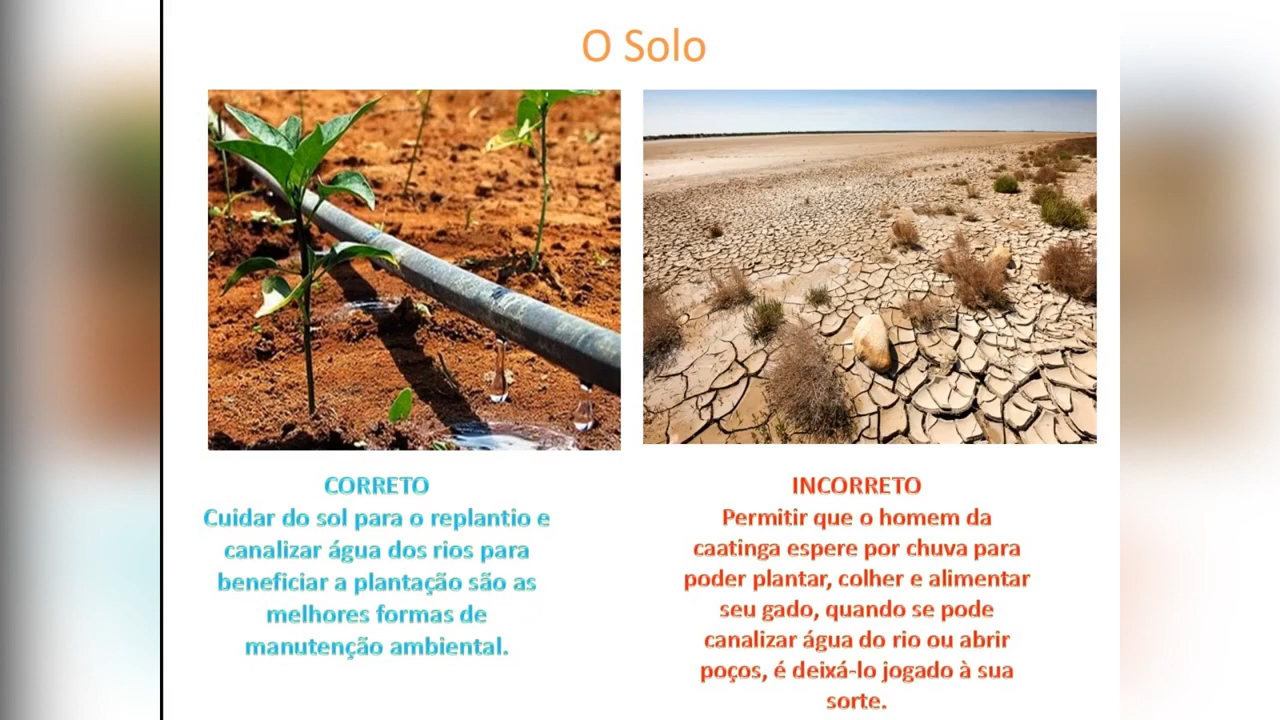 O Solo
CORRETO
Cuidar do sol para o replantio e
canalizar água dos rios para
beneficiar a plantação são as
melhores formas de
manutenção ambiental.
INCORRETO
Permitir que o homem da
caatinga espere por chuva para
poder plantar, colher e alimentar
seu gado, quando se pode
canalizar água do rio ou abrir
poços, é deixá-lo jogado à sua
sorte.